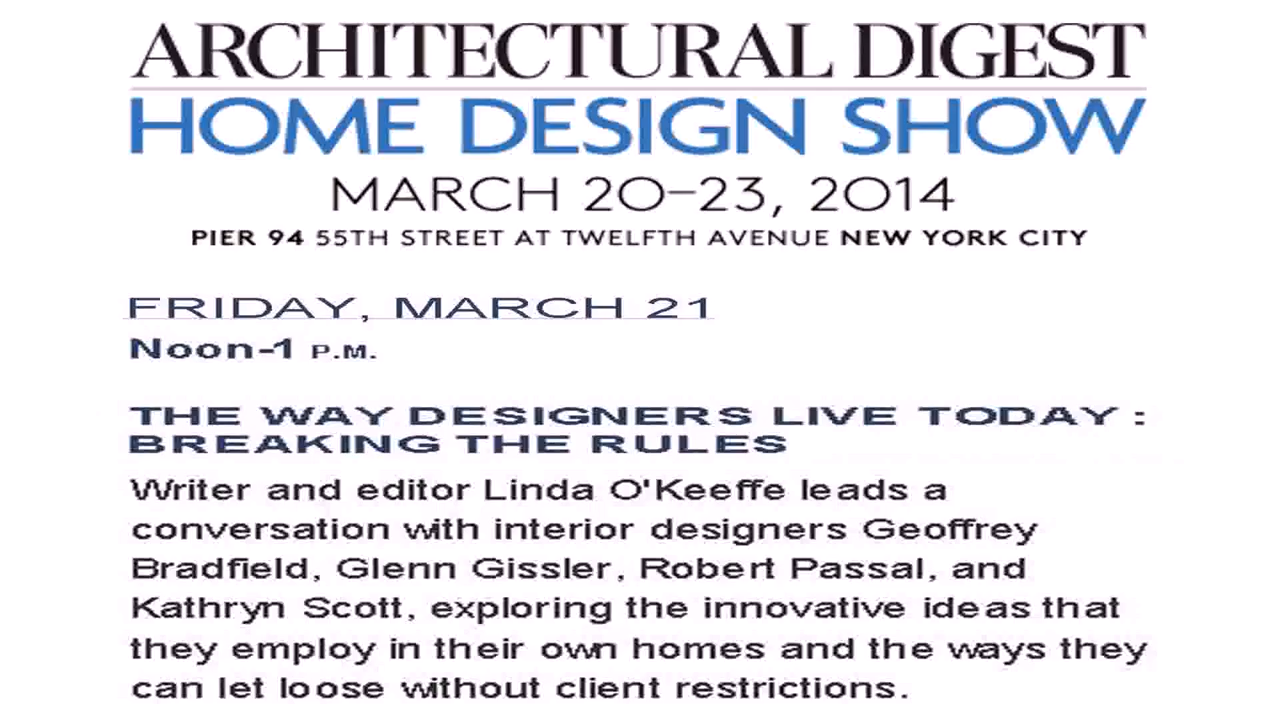 ARCHITECTURAL DIGEST
HOME DESIGN SHOW
MARCH 20–23, 2014
PIER 94 55TH STREET AT TWELFTH AVENUE NEW YORK CITY
FRIDAY, MARCH 21
Noon-1 P.M.
THE WAY DESIGNERS LIVE TODAY :
BREAKING THE RULES
Writer and editor Linda O'Keeffe leads a
conversation with interior designers Geoffrey
Bradfield, Glenn Gissler, Robert Passal, and
Kathryn Scott, exploring the innovative ideas that
they employ in their own homes and the ways they
can let loose without client restrictions.